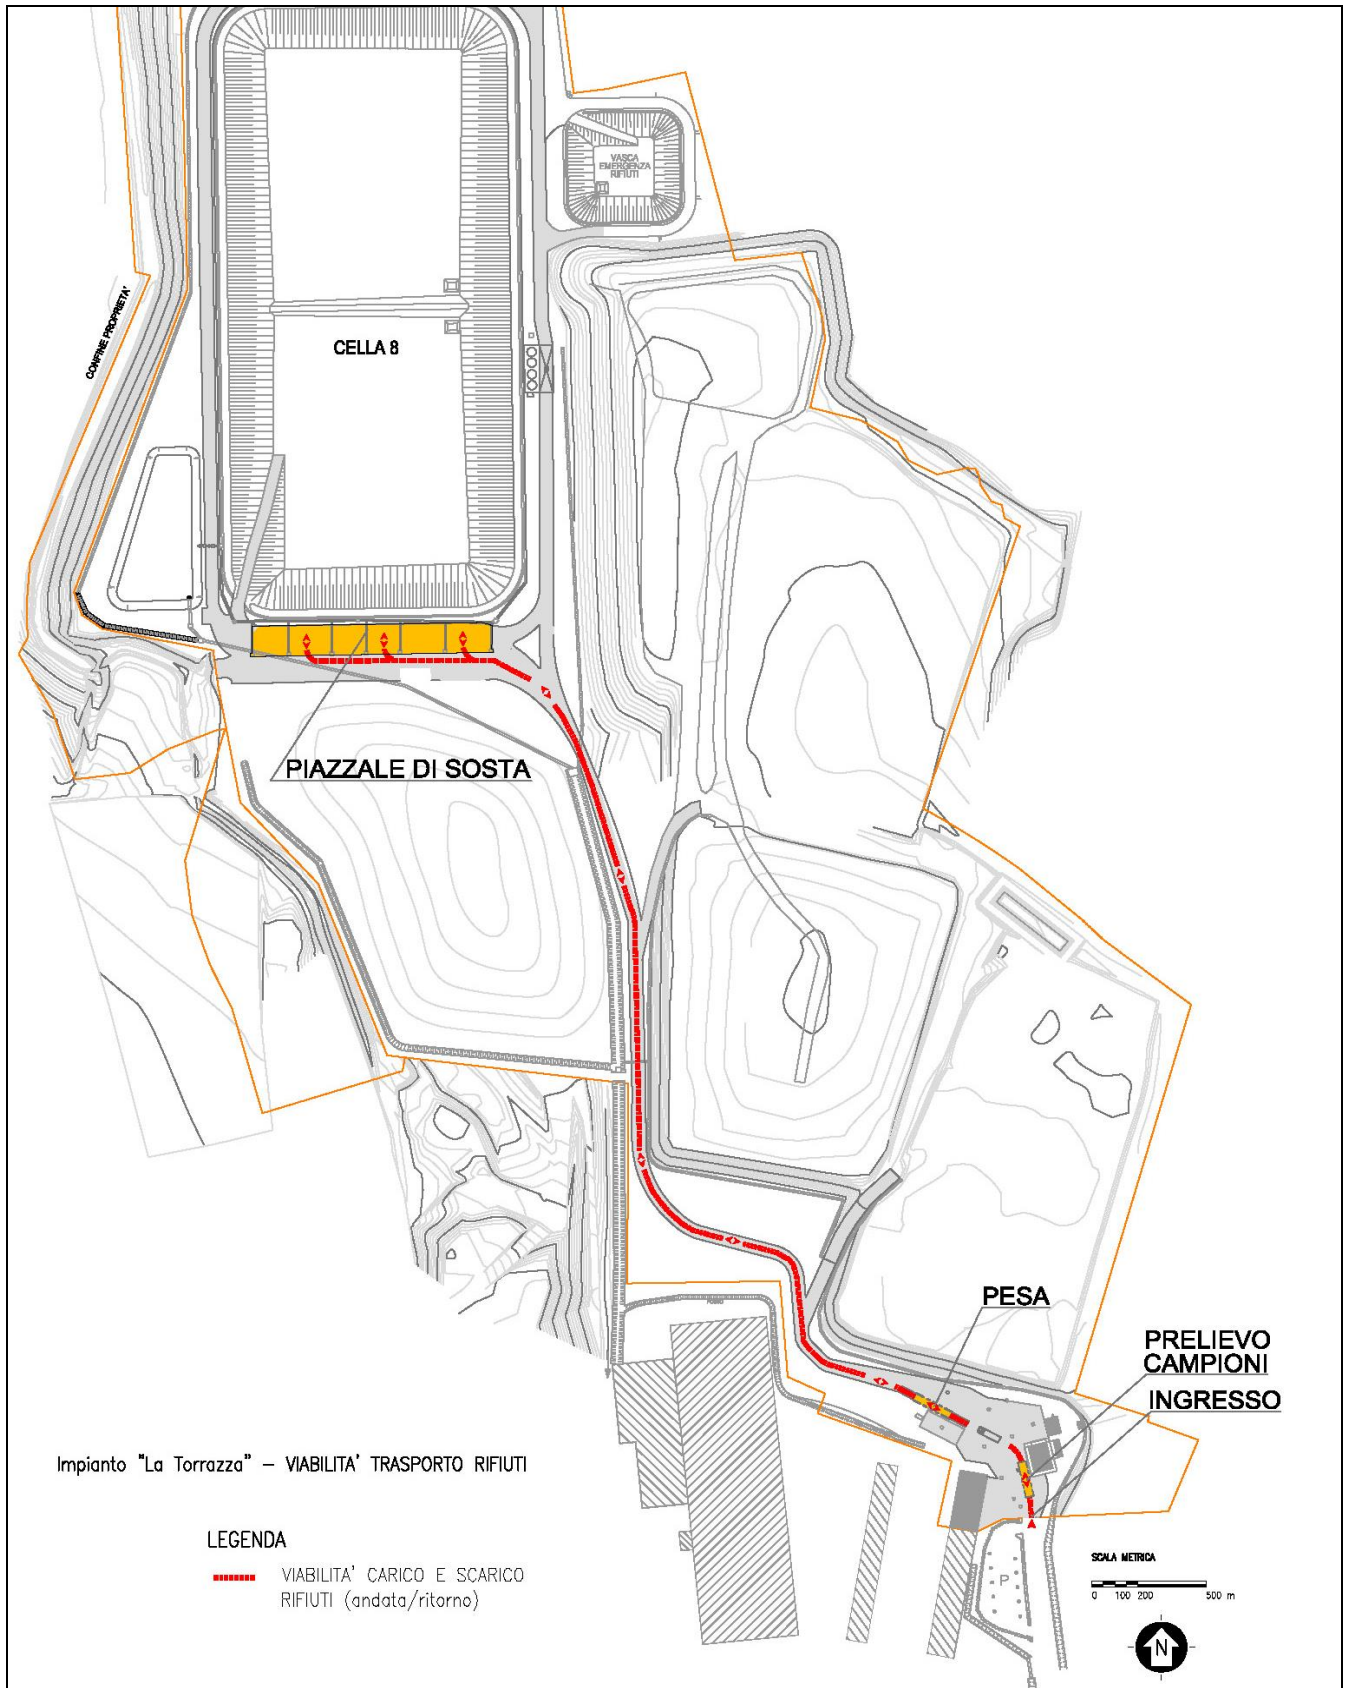 VASCA
EMERGENZA
RIFIUTI
CONFINE PROPRIETA'
CELLA 8
PIAZZALE DI SOSTA
PESA
PRELIEVO
CAMPIONI
INGRESSO
Impianto "La Torrazza" – VIABILITA' TRASPORTO RIFIUTI
LEGENDA
VIABILITA' CARICO E SCARICO
RIFIUTI (andata/ritorno)
P
SCALA METRICA
0 100 200 500 m
N